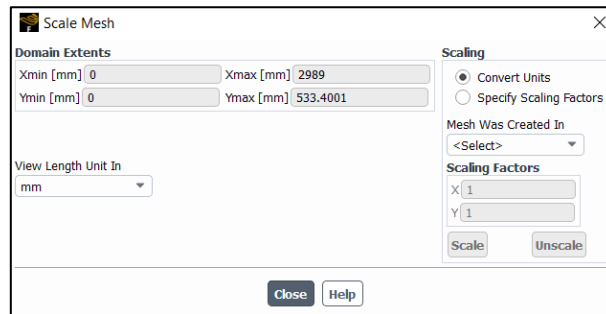 Scale Mesh
Domain Extents
Xmin [mm] 0 Xmax [mm] 2989
Ymin [mm] 0 Ymax [mm] 533.4001
View Length Unit In
mm
Scaling
Convert Units
Specify Scaling Factors
Mesh Was Created In
<Select>
Scaling Factors
X 1
Y 1
Scale Unscale
Close Help